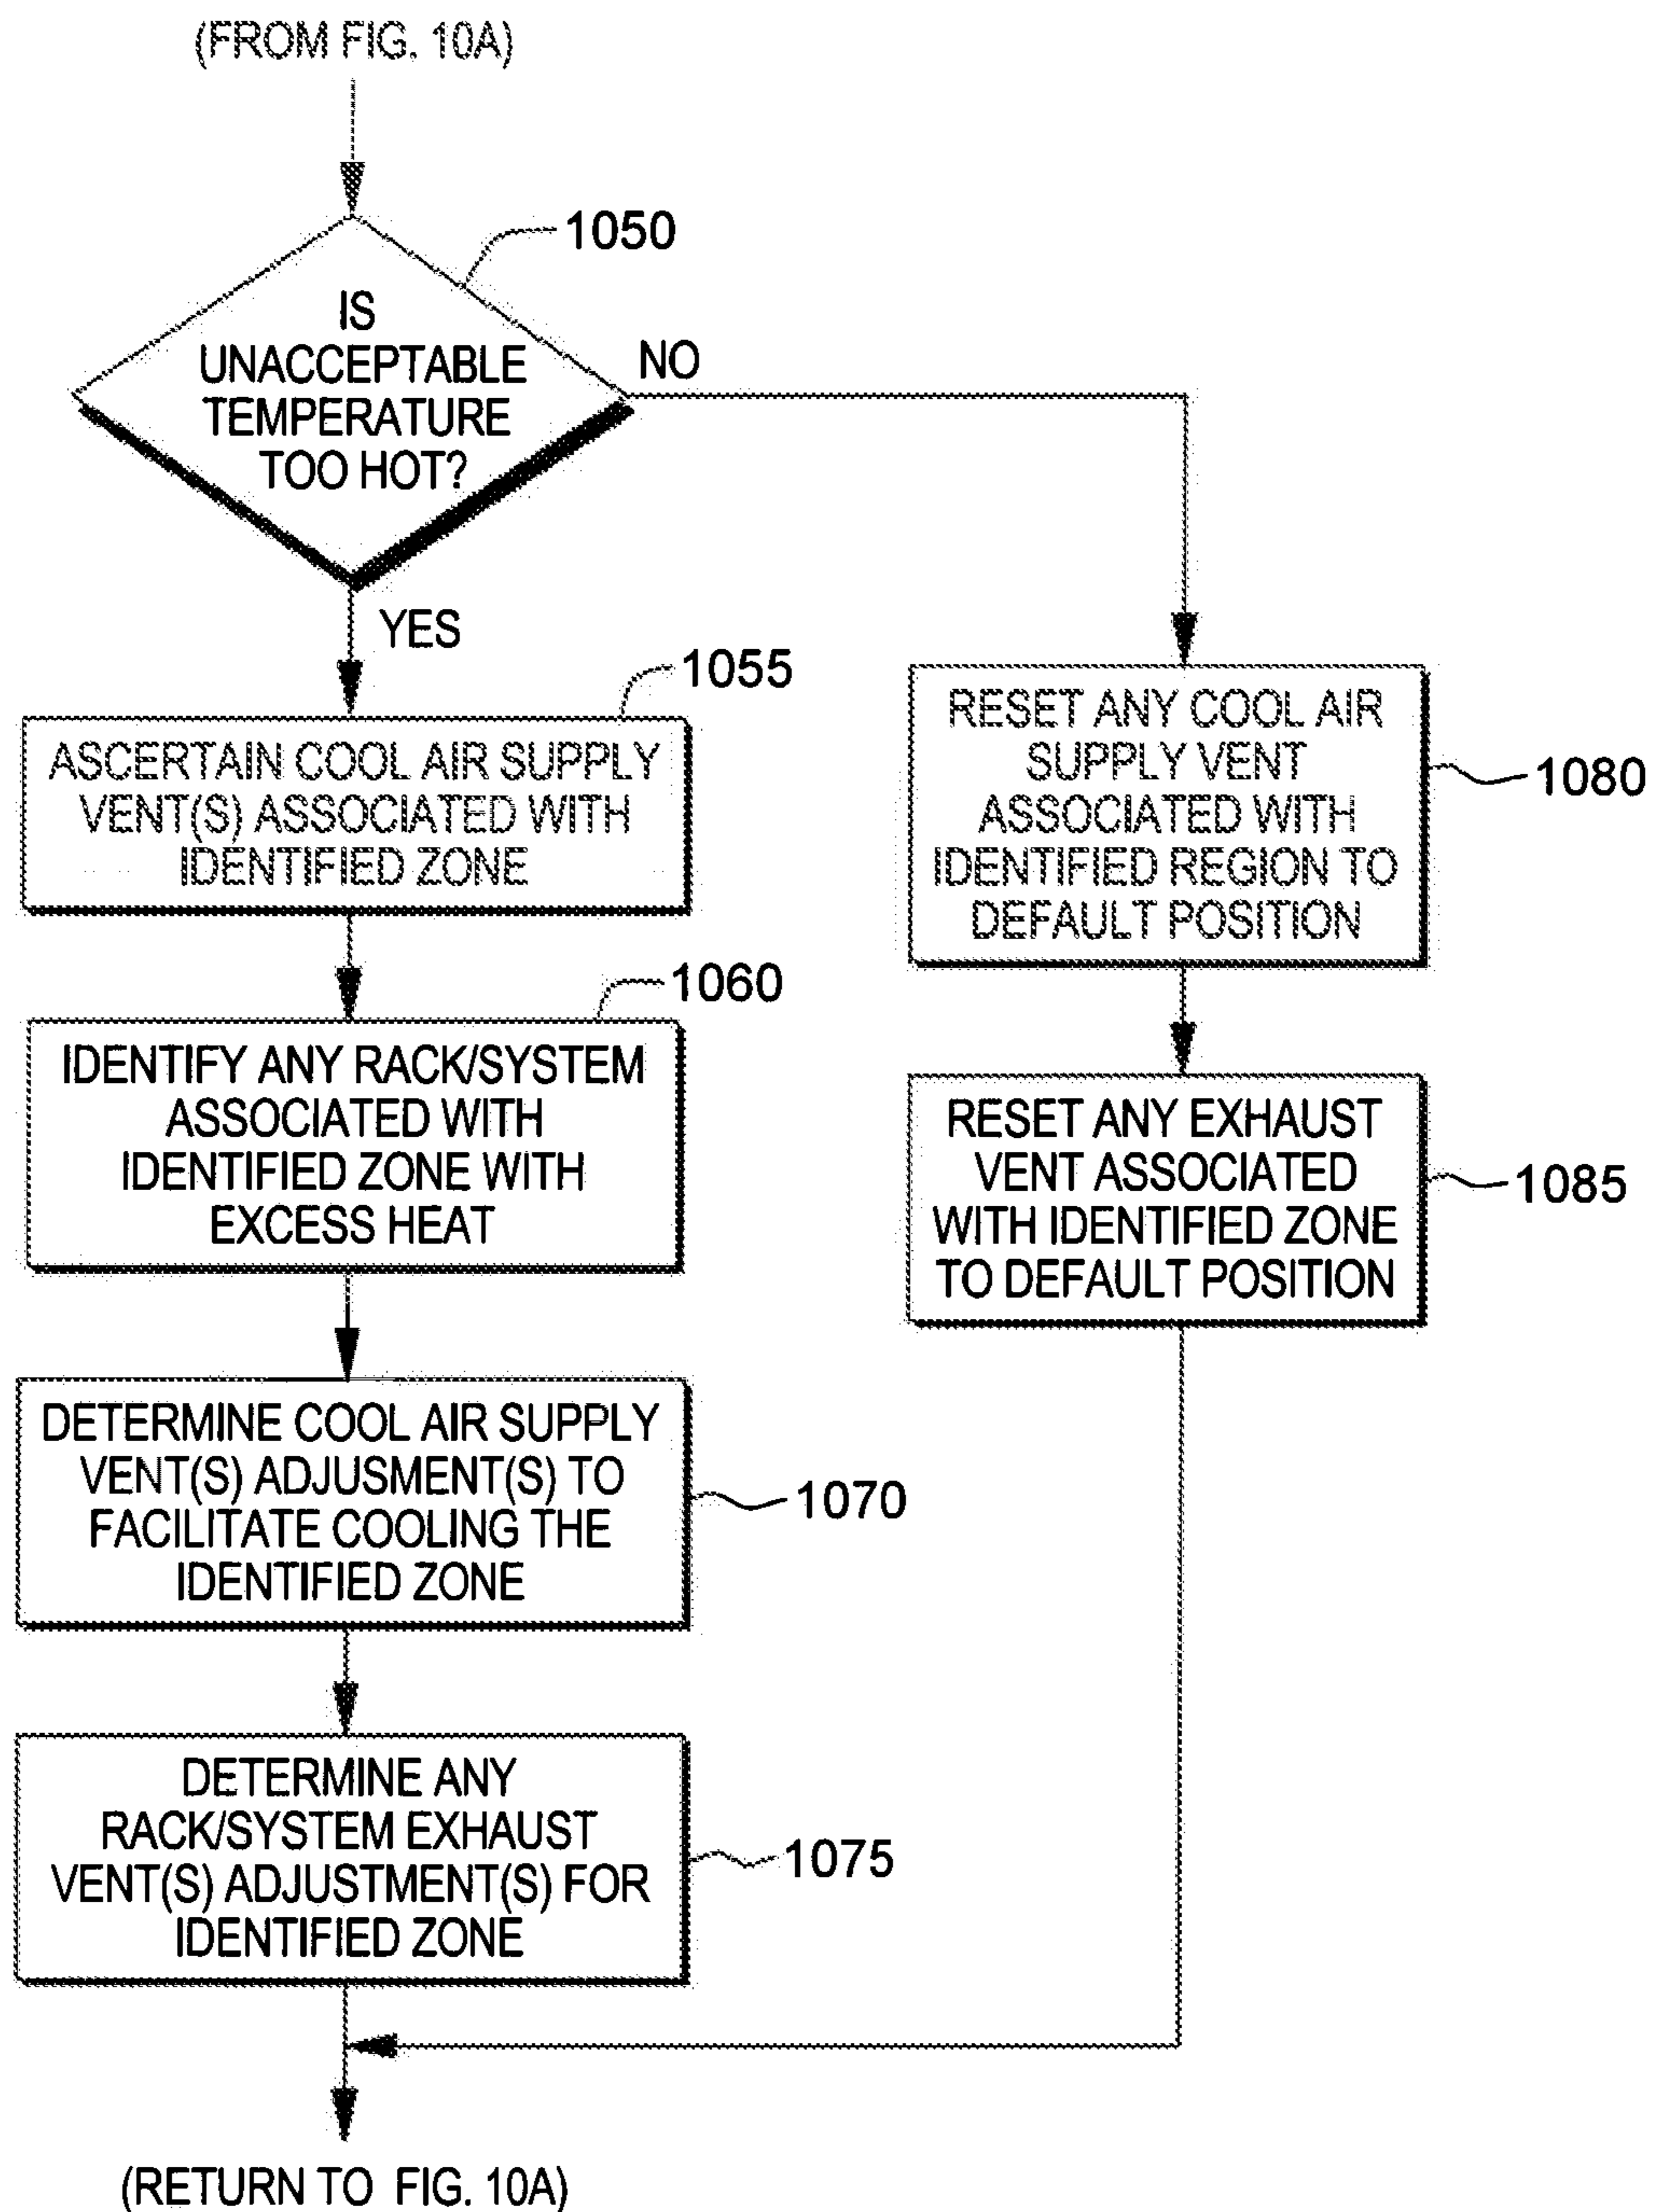 (FROM FIG. 10A)
1050
IS
UNACCEPTABLE
TEMPERATURE
TOO HOT?
NO
YES
1055
ASCERTAIN COOL AIR SUPPLY
VENT(S) ASSOCIATED WITH
IDENTIFIED ZONE
1060
IDENTIFY ANY RACK/SYSTEM
ASSOCIATED WITH
IDENTIFIED ZONE WITH
EXCESS HEAT
DETERMINE COOL AIR SUPPLY
VENT(S) ADJUSMENT(S) TO
FACILITATE COOLING THE
IDENTIFIED ZONE
1070
DETERMINE ANY
RACK/SYSTEM EXHAUST
VENT(S) ADJUSTMENT(S) FOR
IDENTIFIED ZONE
1075
RESET ANY COOL AIR
SUPPLY VENT
ASSOCIATED WITH
IDENTIFIED REGION TO
DEFAULT POSITION
1080
RESET ANY EXHAUST
VENT ASSOCIATED
WITH IDENTIFIED ZONE
TO DEFAULT POSITION
1085
(RETURN TO FIG. 10A)